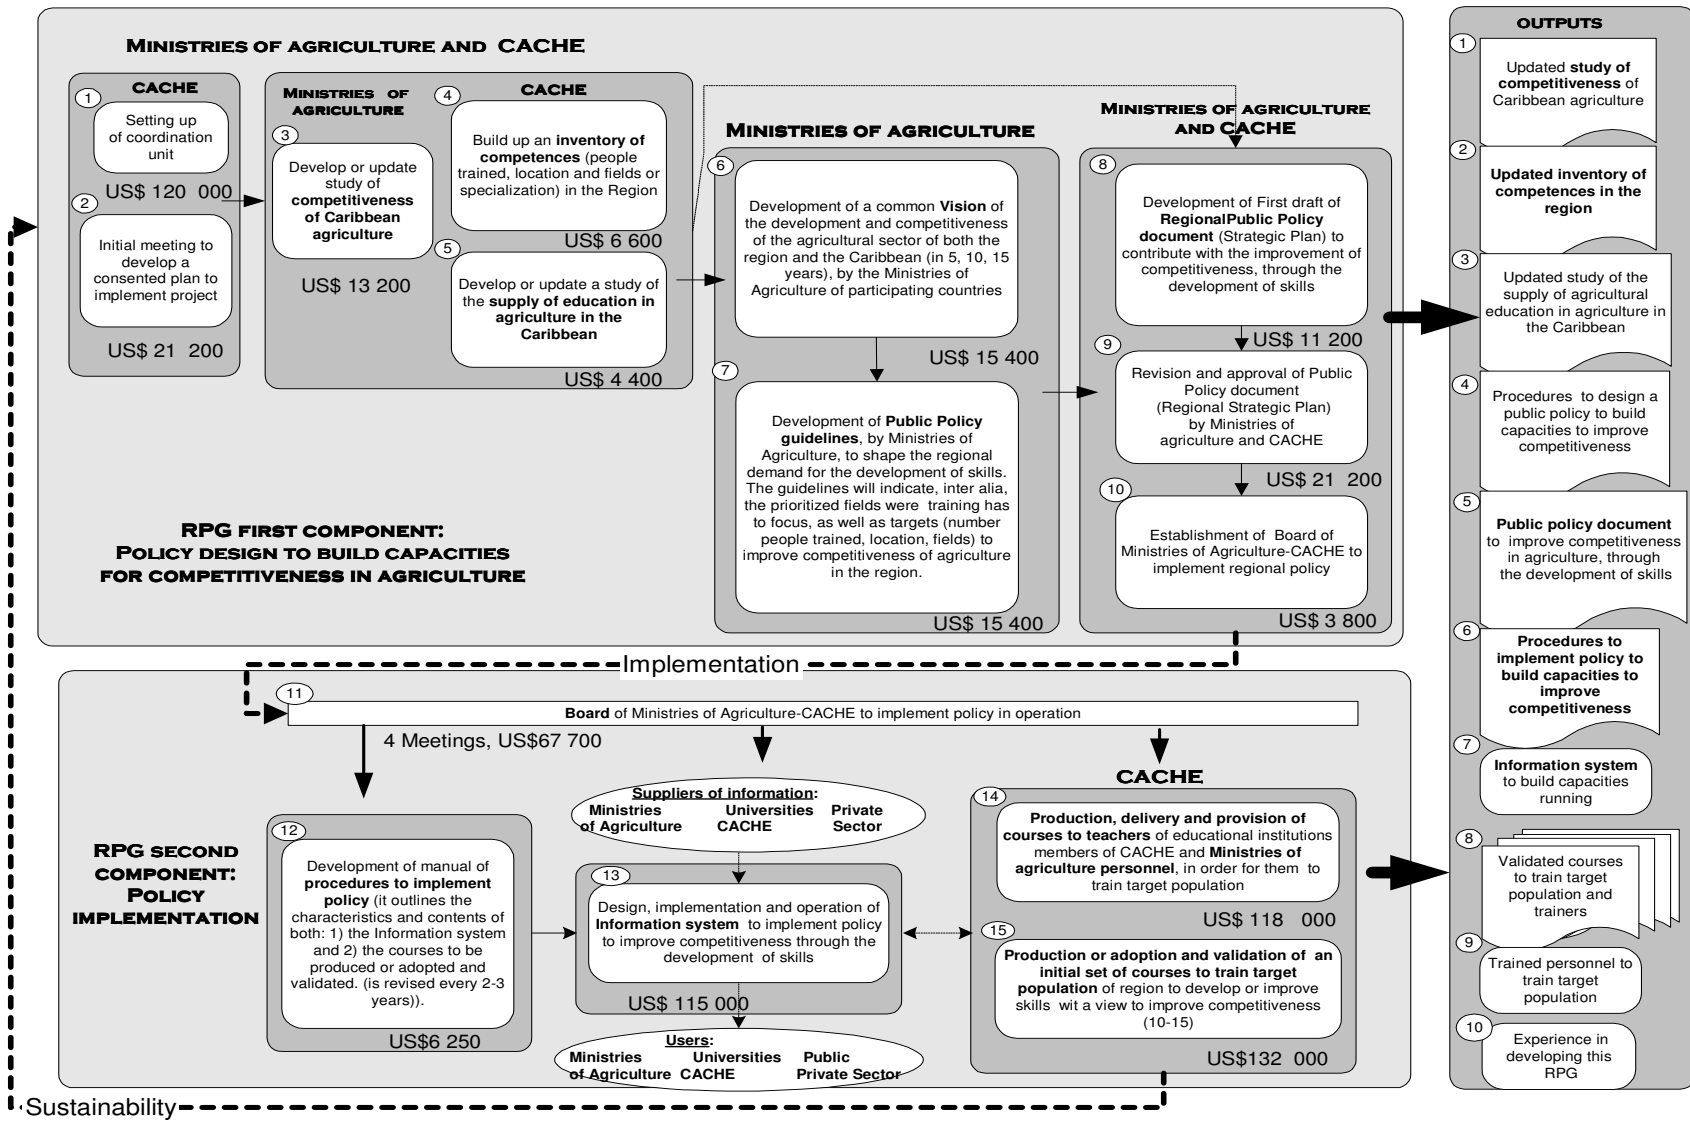 MINISTRIES OF AGRICULTURE AND CACHE
CACHE
1
Setting up
of coordination
unit
US$ 120 000
2
Initial meeting to
develop a
consented plan to
implement project
US$ 21 200
MINISTRIES OF
AGRICULTURE
3
Develop or update
study of
competitiveness
of Caribbean
agriculture
US$ 13 200
CACHE
4
Build up an inventory of
competences (people
trained, location and fields or
specialization) in the Region
US$ 6 600
5
Develop or update a study of
the supply of education in
agriculture in the
Caribbean
US$ 4 400
MINISTRIES OF AGRICULTURE
6
Development of a common Vision of
the development and competitiveness
of the agricultural sector of both the
region and the Caribbean (in 5, 10, 15
years), by the Ministries of
Agriculture of participating countries
US$ 15 400
7
Development of Public Policy
guidelines, by Ministries of
Agriculture, to shape the regional
demand for the development of skills.
The guidelines will indicate, inter alia,
the prioritized fields were training has
to focus, as well as targets (number
people trained, location, fields) to
improve competitiveness of agriculture
in the region.
US$ 15 400
MINISTRIES OF AGRICULTURE
AND CACHE
8
Development of First draft of
RegionalPublic Policy
document (Strategic Plan) to
contribute with the improvement of
competitiveness, through the
development of skills
US$ 11 200
9
Revision and approval of Public
Policy document
(Regional Strategic Plan)
by Ministries of
agriculture and CACHE
US$ 21 200
10
Establishment of Board of
Ministries of Agriculture-CACHE to
implement regional policy
US$ 3 800
RPG FIRST COMPONENT:
POLICY DESIGN TO BUILD CAPACITIES
FOR COMPETITIVENESS IN AGRICULTURE
Implementation
11
Board of Ministries of Agriculture-CACHE to implement policy in operation
4 Meetings, US$67 700
RPG SECOND
COMPONENT:
POLICY
IMPLEMENTATION
12
Development of manual of
procedures to implement
policy (it outlines the
characteristics and contents of
both: 1) the Information system
and 2) the courses to be
produced or adopted and
validated. (is revised every 2-3
years)).
US$6 250
Suppliers of information:
Ministries Universities Private
of Agriculture CACHE Sector
13
Design, implementation and operation of
Information system to implement policy
to improve competitiveness through the
development of skills
US$ 115 000
Users:
Ministries Universities Public
of Agriculture CACHE Private Sector
CACHE
14
Production, delivery and provision of
courses to teachers of educational institutions
members of CACHE and Ministries of
agriculture personnel, in order for them to
train target population
US$ 118 000
15
Production or adoption and validation of an
initial set of courses to train target
population of region to develop or improve
skills wit a view to improve competitiveness
(10-15)
US$132 000
Sustainability
OUTPUTS
1
Updated study of
competitiveness of
Caribbean agriculture
2
Updated inventory of
competences in the
region
3
Updated study of the
supply of agricultural
education in agriculture in
the Caribbean
4
Procedures to design a
public policy to build
capacities to improve
competitiveness
5
Public policy document
to improve competitiveness
in agriculture, through
the development of skills
6
Procedures to
implement policy to
build capacities to
improve
competitiveness
7
Information system
to build capacities
running
8
Validated courses
to train target
population and
trainers
9
Trained personnel to
train target
population
10
Experience in
developing this
RPG